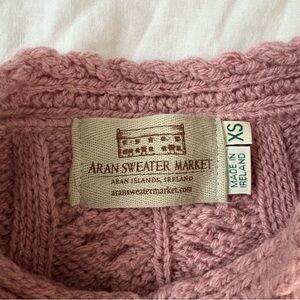 ARAN SWEATER MARKET
ARAN ISLANDS, IRELAND
aransweatermarket.com
XS
MADE IN
IRELAND